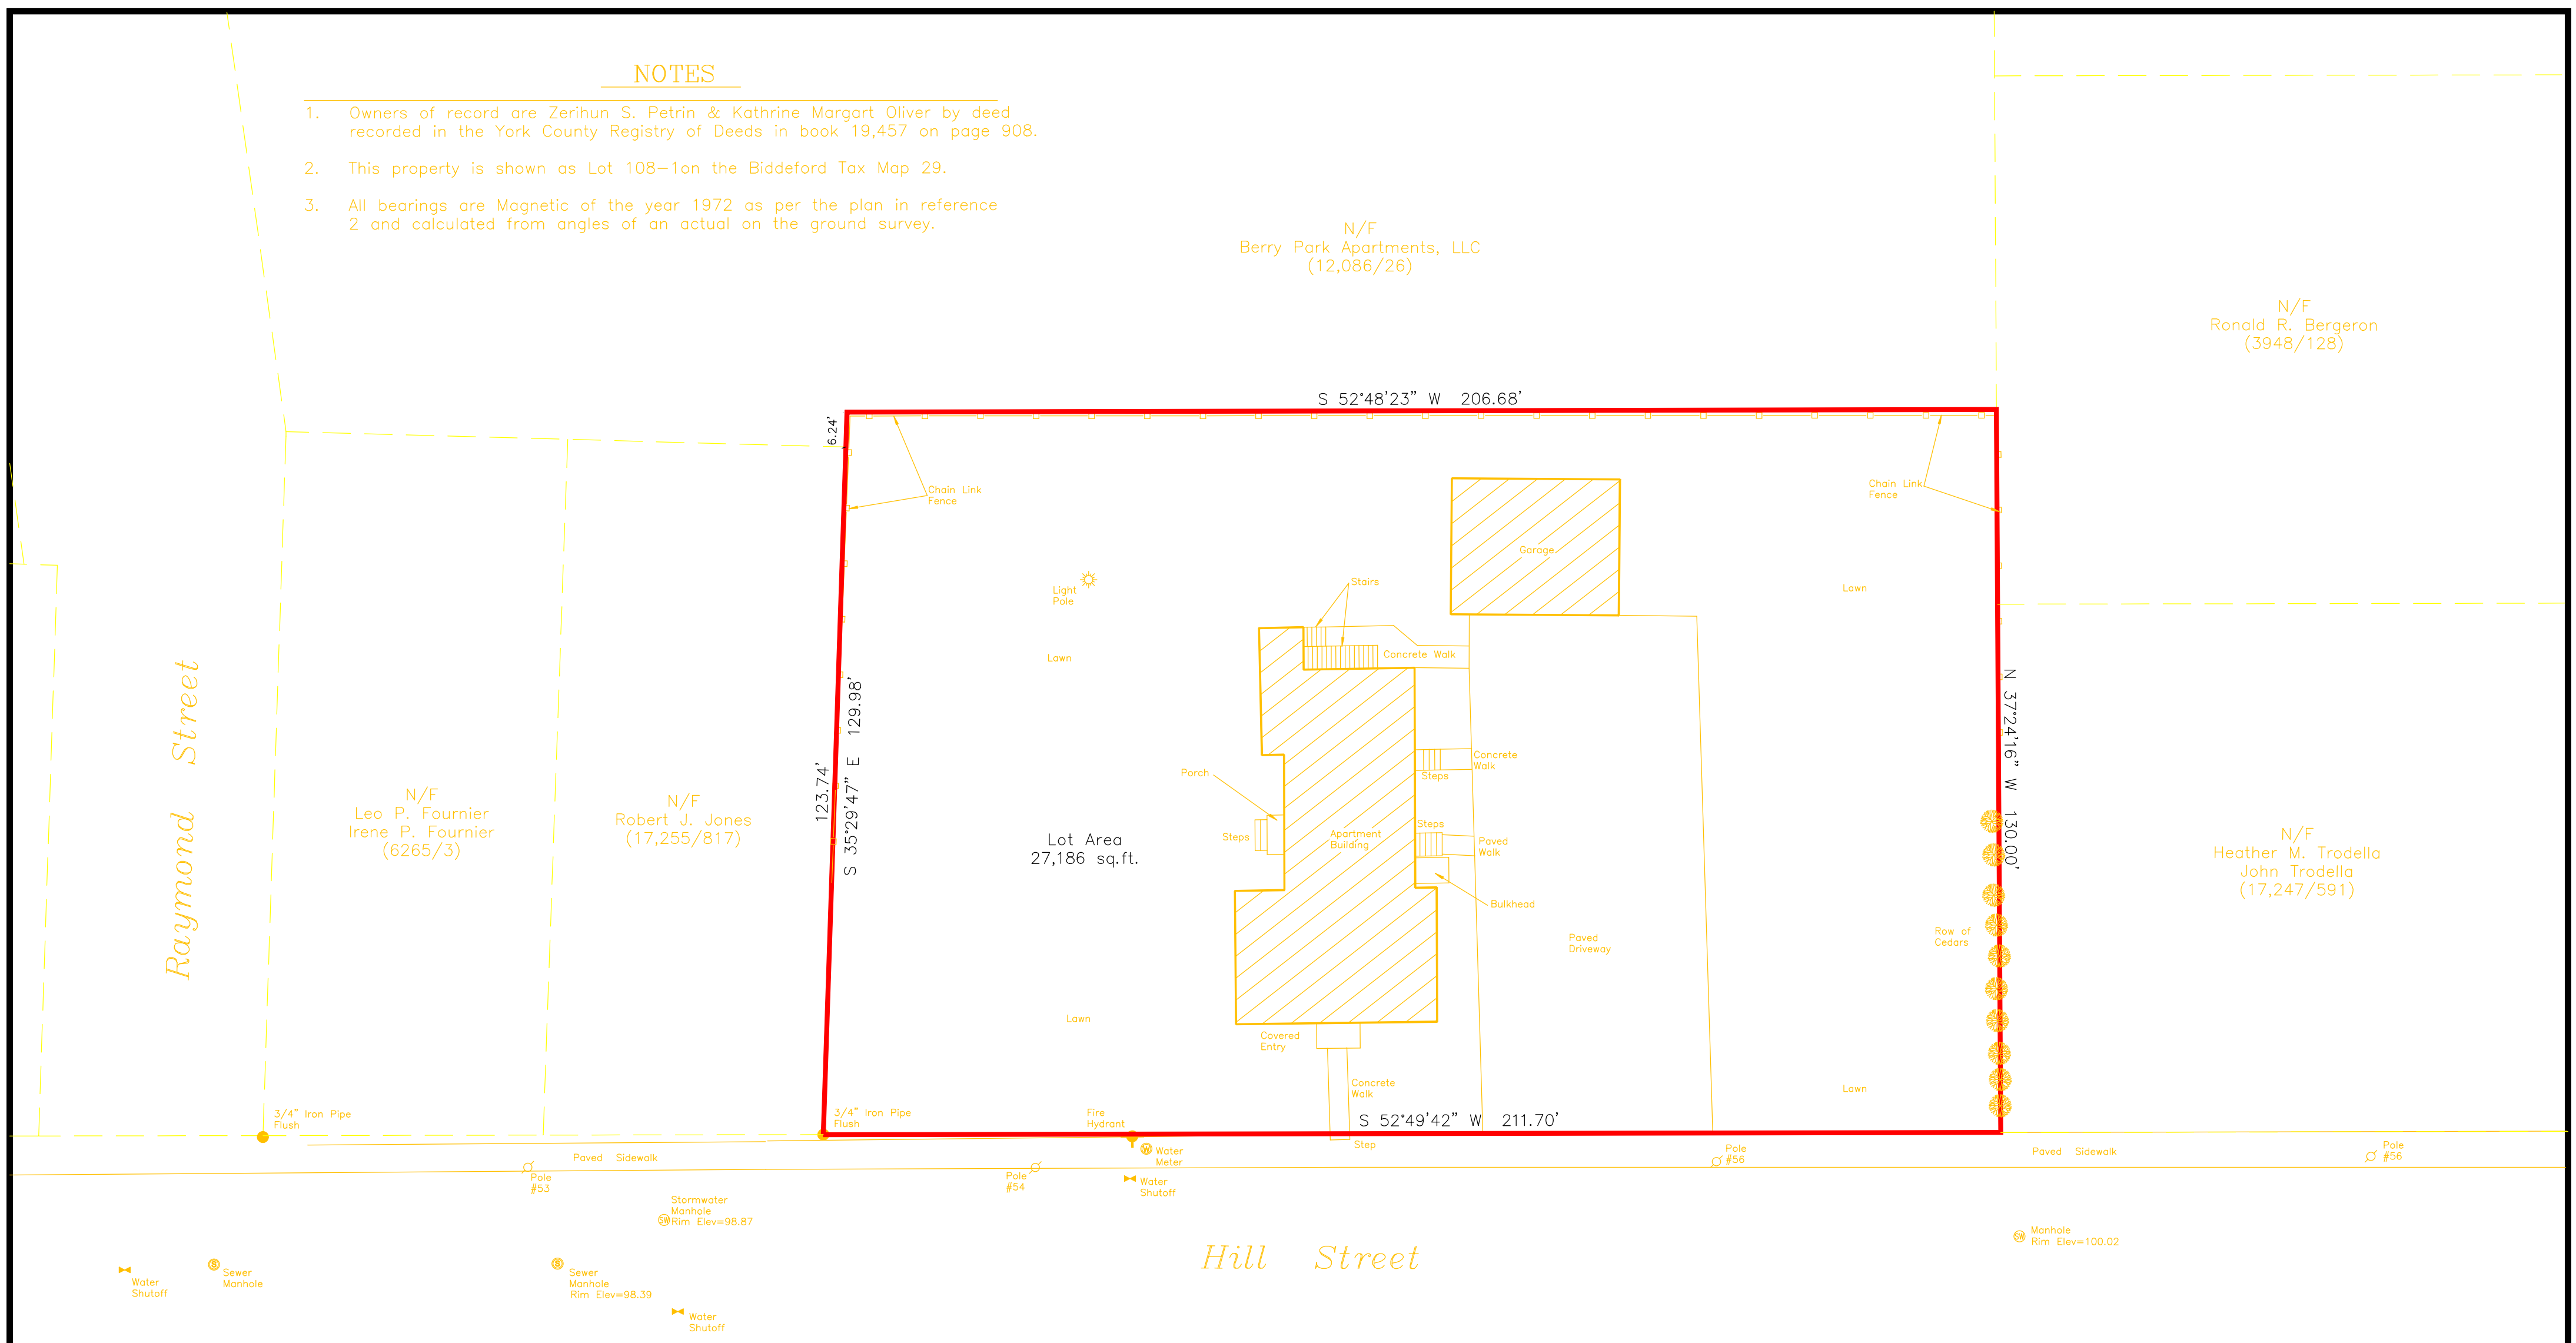 NOTES
1. Owners of record are Zerihun S. Petrin & Kathrine Margart Oliver by deed
recorded in the York County Registry of Deeds in book 19,457 on page 908.
2. This property is shown as Lot 108-1on the Biddeford Tax Map 29.
3. All bearings are Magnetic of the year 1972 as per the plan in reference
2 and calculated from angles of an actual on the ground survey.
N/F
Berry Park Apartments, LLC
(12,086/26)
N/F
Ronald R. Bergeron
(3948/128)
S 52°48'23" W 206.68'
6.24'
Chain Link
Fence
Chain Link
Fence
Garage
Light
Pole
Stairs
Lawn
Concrete Walk
Lawn
Raymond Street
N/F
Leo P. Fournier
Irene P. Fournier
(6265/3)
N/F
Robert J. Jones
(17,255/817)
123.74'
S 35°29'47" E 129.98'
Lot Area
27,186 sq.ft.
Porch
Steps
Apartment
Building
Concrete
Walk
Steps
Steps
Paved
Walk
Bulkhead
Paved
Driveway
Row of
Cedars
N 37°24'16" W 130.00'
N/F
Heather M. Trodella
John Trodella
(17,247/591)
Lawn
Covered
Entry
Concrete
Walk
Lawn
3/4" Iron Pipe
Flush
3/4" Iron Pipe
Flush
Fire
Hydrant
S 52°49'42" W 211.70'
Step
Paved Sidewalk
W
Water
Meter
Pole
#56
Paved Sidewalk
Pole
#56
Pole
#53
Pole
#54
Water
Shutoff
Stormwater
Manhole
SW
Rim Elev=98.87
Hill Street
SW
Manhole
Rim Elev=100.02
Water
Shutoff
S
Sewer
Manhole
S
Sewer
Manhole
Rim Elev=98.39
Water
Shutoff